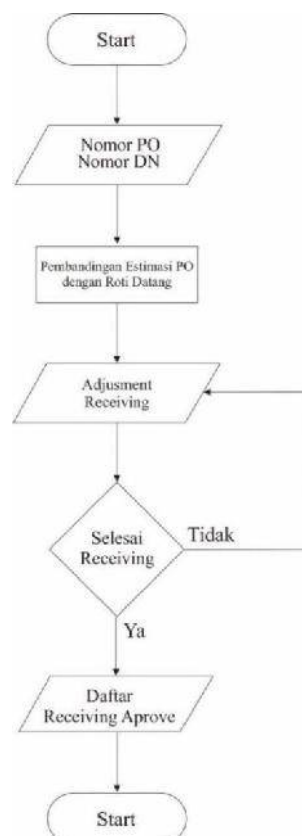 Start
Nomor PO
Nomor DN
Pembandingan Estimasi PO
dengan Roti Datang
Adjusment
Receiving
Selesai
Receiving
Tidak
Ya
Daftar
Receiving Aprove
Start